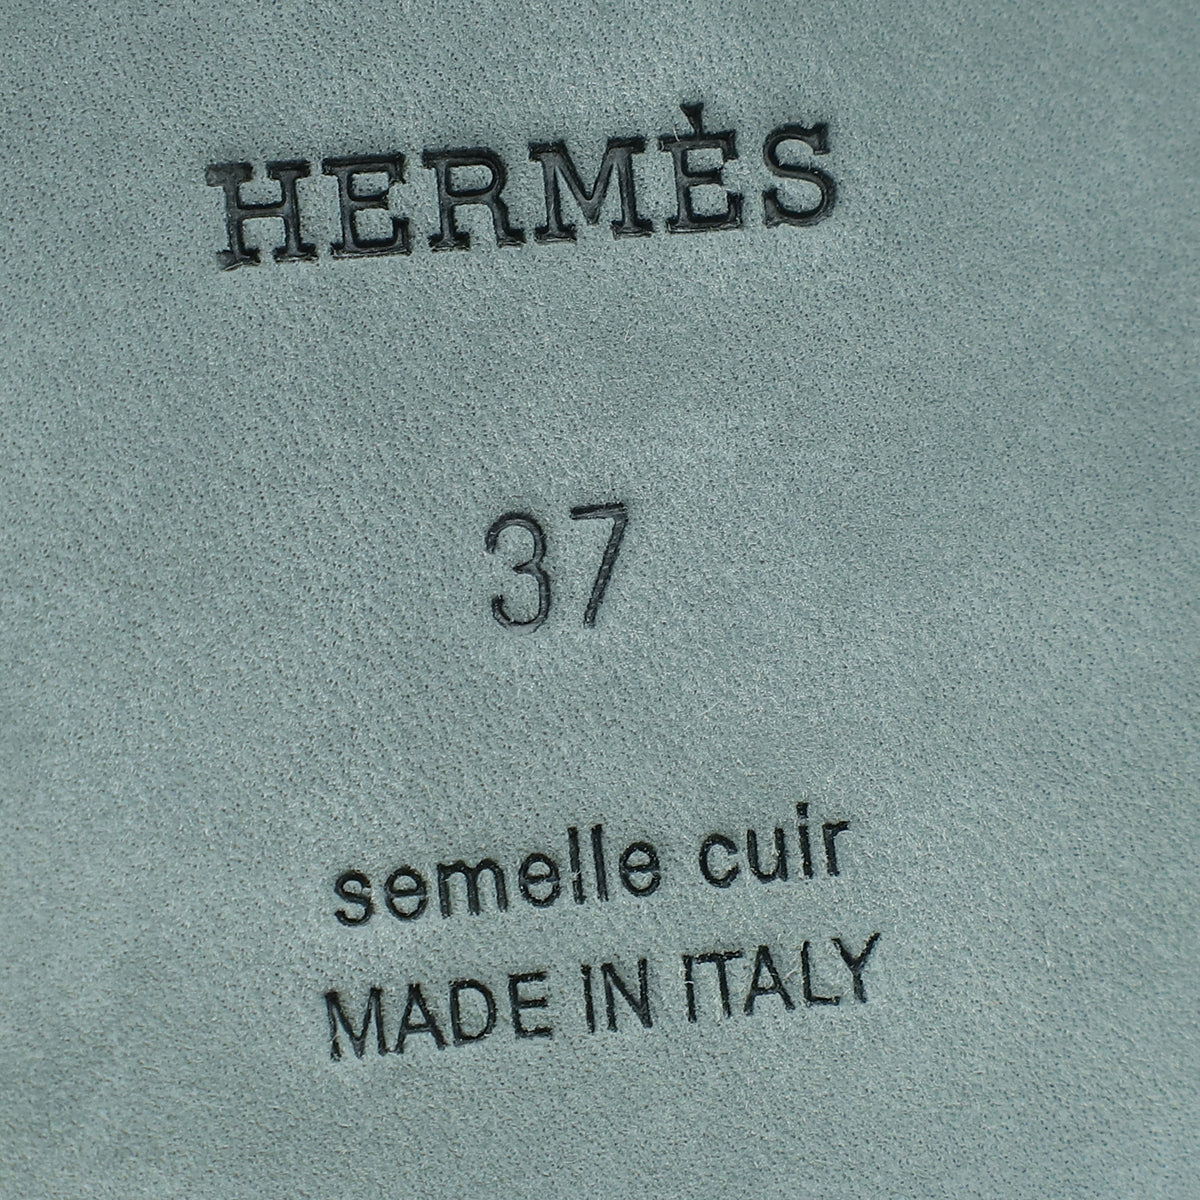 HERMÈS
37
semelle cuir
MADE IN ITALY